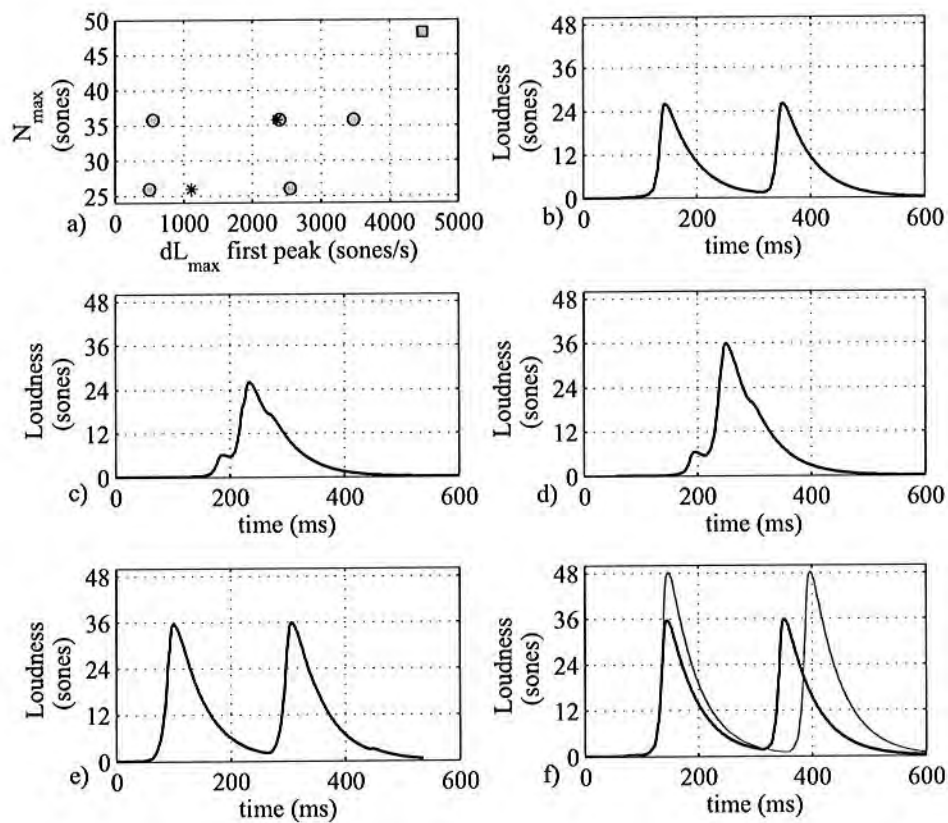 50
45
40
35
30
25
N_max
(sones)
0 1000 2000 3000 4000 5000
a)
dL_max first peak (sones/s)
48
36
24
12
0
Loudness
(sones)
0 200 400 600
b)
time (ms)
48
36
24
12
0
Loudness
(sones)
0 200 400 600
c)
time (ms)
48
36
24
12
0
Loudness
(sones)
0 200 400 600
d)
time (ms)
48
36
24
12
0
Loudness
(sones)
0 200 400 600
e)
time (ms)
48
36
24
12
0
Loudness
(sones)
0 200 400 600
f)
time (ms)